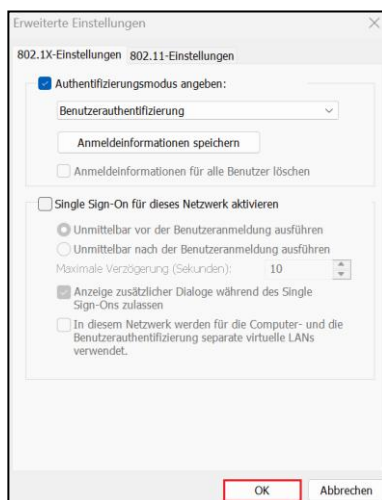 Erweiterte Einstellungen
802.1X-Einstellungen 802.11-Einstellungen
Authentifizierungsmodus angeben:
Benutzerauthentifizierung
Anmeldeinformationen speichern
Anmeldeinformationen für alle Benutzer löschen
Single Sign-On für dieses Netzwerk aktivieren
Unmittelbar vor der Benutzeranmeldung ausführen
Unmittelbar nach der Benutzeranmeldung ausführen
Maximale Verzögerung (Sekunden): 10
Anzeige zusätzlicher Dialoge während des Single
Sign-Ons zulassen
In diesem Netzwerk werden für die Computer- und die
Benutzerauthentifizierung separate virtuelle LANs
verwendet.
OK Abbrechen